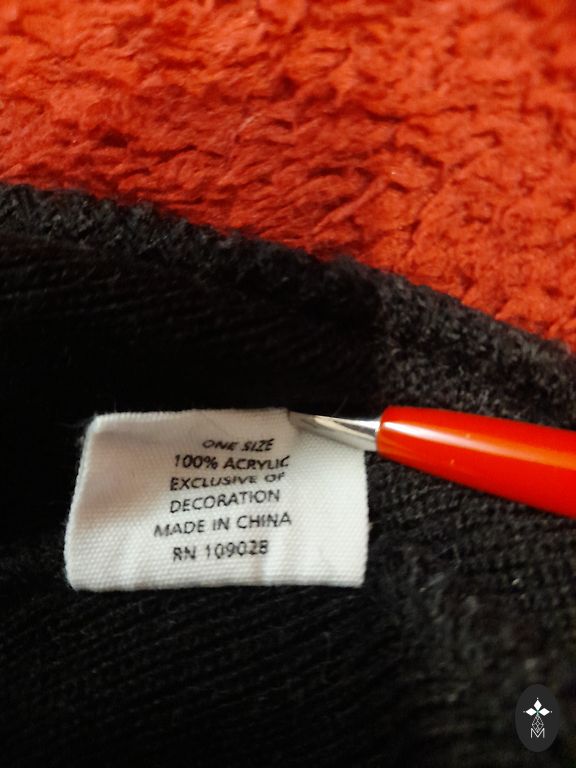 ONE SIZE
100% ACRYLIC
EXCLUSIVE OF
DECORATION
MADE IN CHINA
RN 109028
M